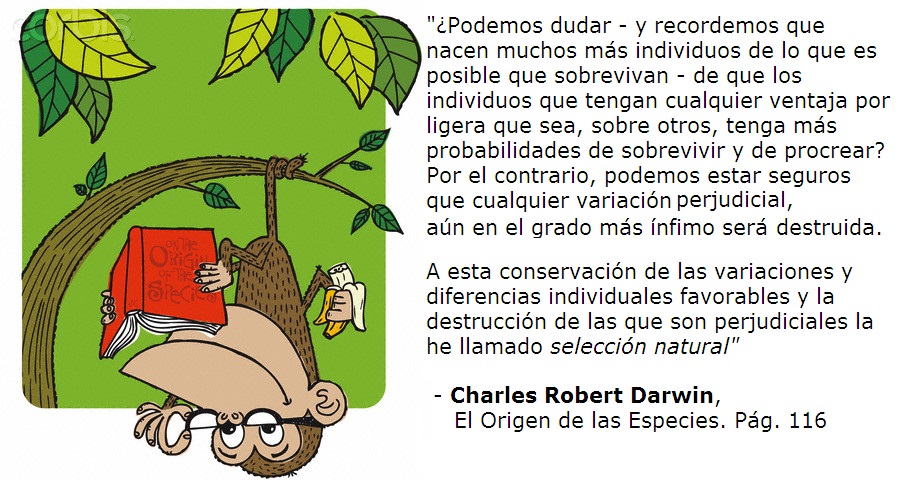 corbis
"¿Podemos dudar - y recordemos que
nacen muchos más individuos de lo que es
posible que sobrevivan - de que los
individuos que tengan cualquier ventaja por
ligera que sea, sobre otros, tenga más
probabilidades de sobrevivir y de procrear?
Por el contrario, podemos estar seguros
que cualquier variación perjudicial,
aún en el grado más ínfimo será destruida.
A esta conservación de las variaciones y
diferencias individuales favorables y la
destrucción de las que son perjudiciales la
he llamado selección natural"
- Charles Robert Darwin,
El Origen de las Especies. Pág. 116
ON THE
ORIGIN
OF THE
SPECIES